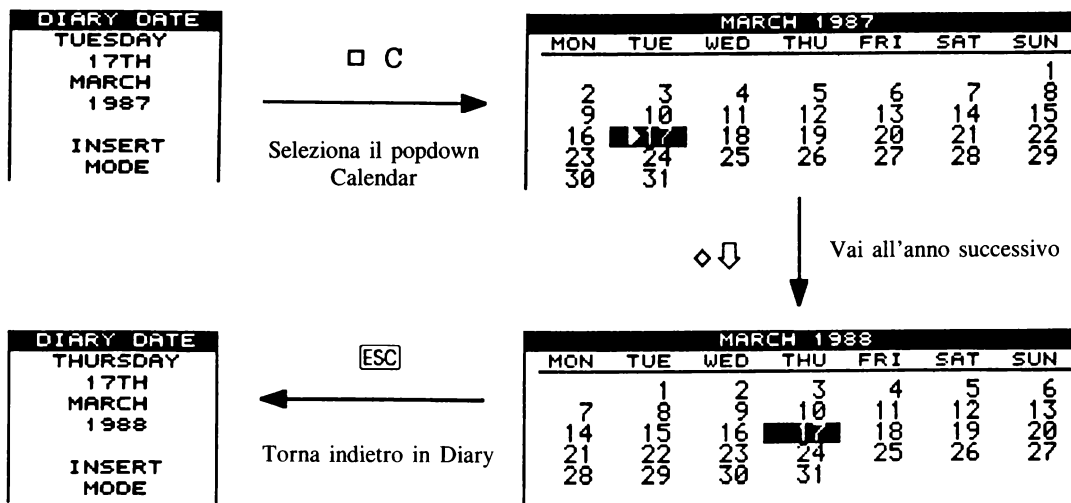 DIARY DATE
TUESDAY
17TH
MARCH
1987
INSERT
MODE
□ C
Seleziona il popdown
Calendar
MARCH 1987
MON TUE WED THU FRI SAT SUN
1
2 3 4 5 6 7 8
9 10 11 12 13 14 15
16 17 18 19 20 21 22
23 24 25 26 27 28 29
30 31
Vai all'anno successivo
DIARY DATE
THURSDAY
17TH
MARCH
1988
INSERT
MODE
ESC
Torna indietro in Diary
MARCH 1988
MON TUE WED THU FRI SAT SUN
1 2 3 4 5 6
7 8 9 10 11 12 13
14 15 16 17 18 19 20
21 22 23 24 25 26 27
28 29 30 31